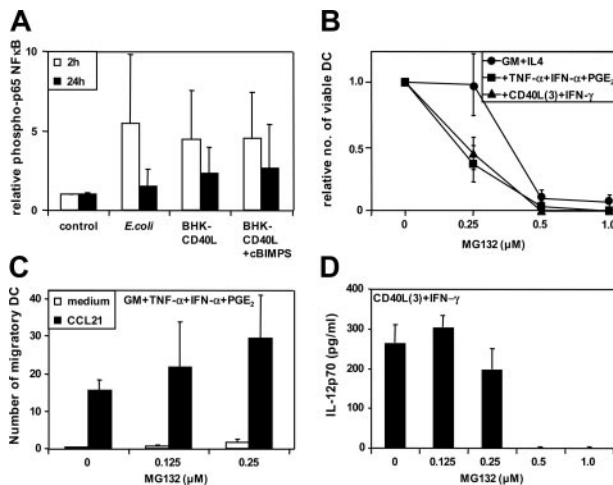 A
relative phospho-p65 NFκB
10
5
0
2h
24h
control
E.coli
BHK-
CD40L
BHK-
CD40L
+cBIMPS
B
relative no. of viable DC
1.0
0.5
0
GM+IL4
+TNF-α+IFN-α+PGE2
+CD40L(3)+IFN-γ
0 0.25 0.5 1.0
MG132 (μM)
C
Number of migratory DC
40
30
20
10
0
medium
CCL21
GM+TNF-α+IFN-α+PGE2
0 0.125 0.25
MG132 (μM)
D
IL-12p70 (pg/ml)
400
300
200
100
0
CD40L(3)+IFN-γ
0 0.125 0.25 0.5 1.0
MG132 (μM)